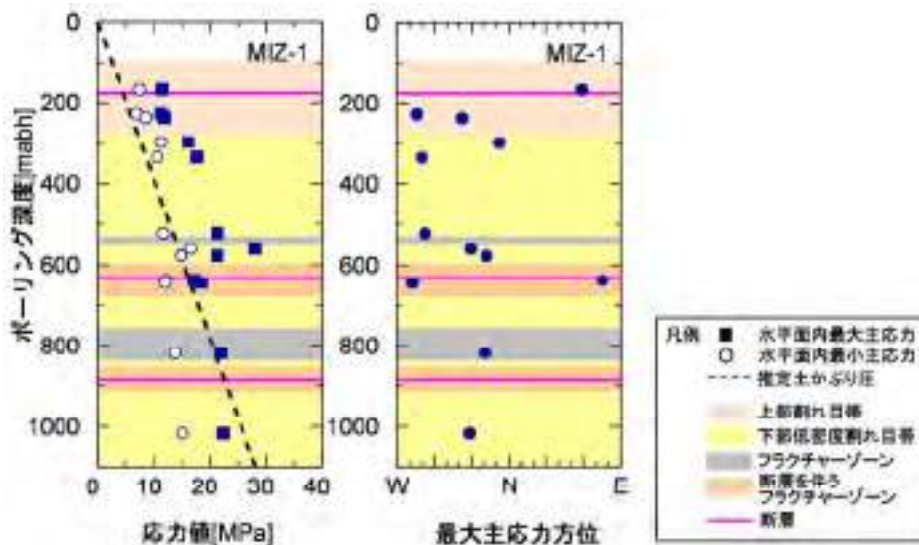 MIZ-1
MIZ-1
ボーリング深度[mabh]
0
200
400
600
800
1000
0
200
400
600
800
1000
0 10 20 30 40
W N E
応力値[MPa]
最大主応力方位
凡例
水平面内最大主応力
水平面内最小主応力
推定土かぶり圧
上部割れ目帯
下部低密度割れ目帯
フラクチャーゾーン
断層を伴う
フラクチャーゾーン
断層